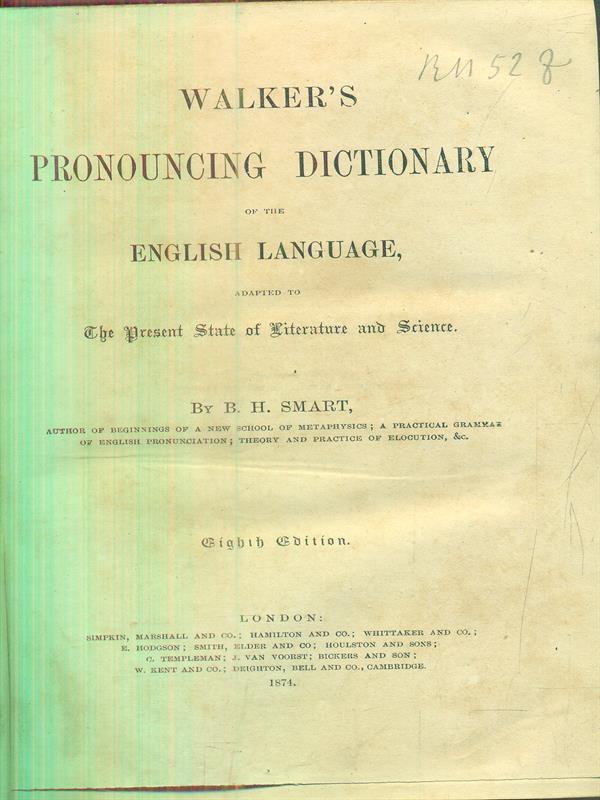 WALKER'S
PRONOUNCING DICTIONARY
OF THE
ENGLISH LANGUAGE,
ADAPTED TO
The Present State of Literature and Science.
BY B. H. SMART,
AUTHOR OF BEGINNINGS OF A NEW SCHOOL OF METAPHYSICS; A PRACTICAL GRAMMAR
OF ENGLISH PRONUNCIATION; THEORY AND PRACTICE OF ELOCUTION, &c.
Eighth Edition.
LONDON:
SIMPKIN, MARSHALL AND CO.; HAMILTON AND CO.; WHITTAKER AND CO.;
E. HODGSON; SMITH, ELDER AND CO; HOULSTON AND SONS;
C. TEMPLEMAN; J. VAN VOORST; BICKERS AND SON;
W. KENT AND CO.; DEIGHTON, BELL AND CO., CAMBRIDGE.
1874.